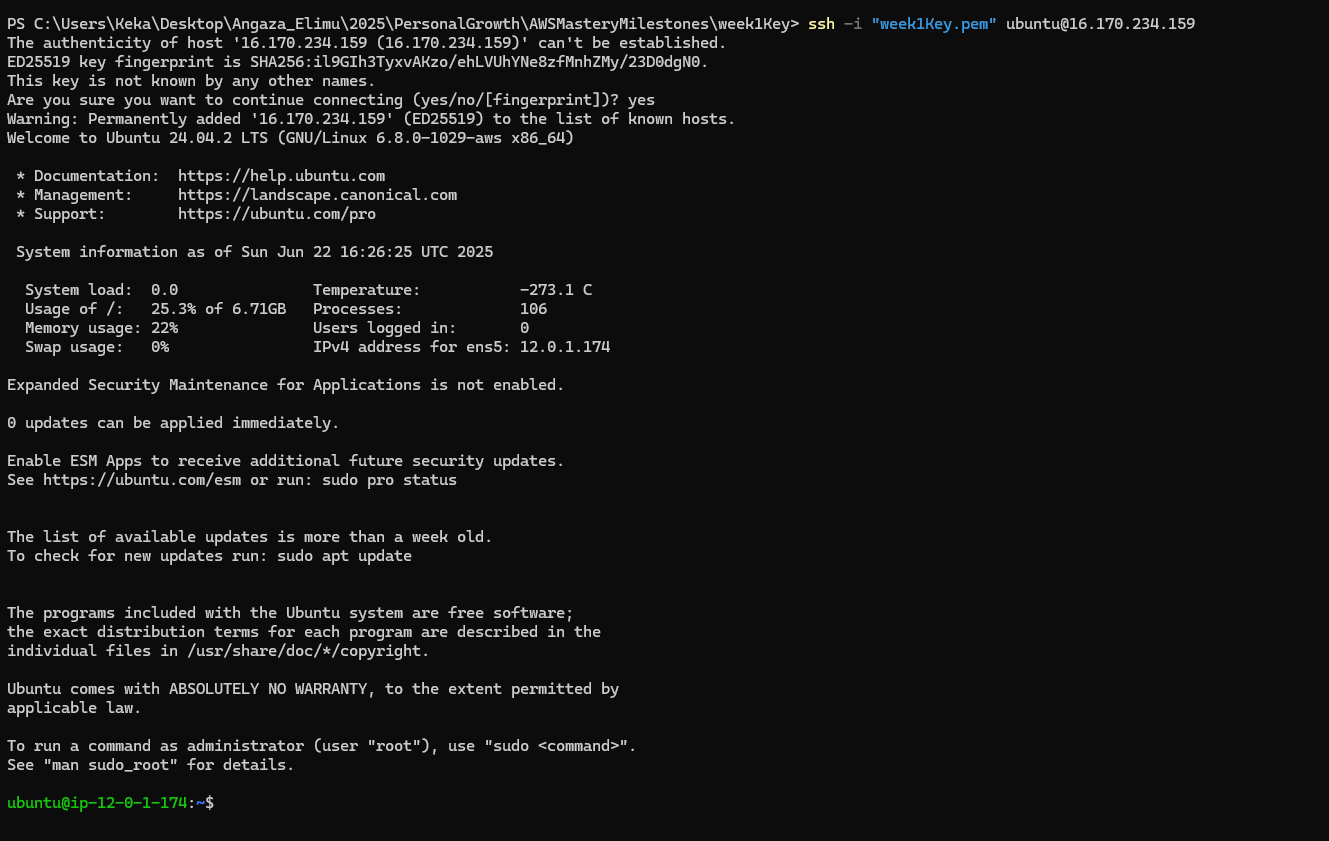 PS C:\Users\Keka\Desktop\Angaza_Elimu\2025\PersonalGrowth\AWSMasteryMilestones\week1Key> ssh -i "week1Key.pem" ubuntu@16.170.234.159
The authenticity of host '16.170.234.159 (16.170.234.159)' can't be established.
ED25519 key fingerprint is SHA256:il9GIh3TyxvAKzo/ehLVUhYNe8zfMnhZMy/23D0dgN0.
This key is not known by any other names.
Are you sure you want to continue connecting (yes/no/[fingerprint])? yes
Warning: Permanently added '16.170.234.159' (ED25519) to the list of known hosts.
Welcome to Ubuntu 24.04.2 LTS (GNU/Linux 6.8.0-1029-aws x86_64)

 * Documentation:  https://help.ubuntu.com
 * Management:     https://landscape.canonical.com
 * Support:        https://ubuntu.com/pro

 System information as of Sun Jun 22 16:26:25 UTC 2025

  System load:  0.0               Temperature:           -273.1 C
  Usage of /:   25.3% of 6.71GB   Processes:             106
  Memory usage: 22%               Users logged in:       0
  Swap usage:   0%                IPv4 address for ens5: 12.0.1.174

Expanded Security Maintenance for Applications is not enabled.

0 updates can be applied immediately.

Enable ESM Apps to receive additional future security updates.
See https://ubuntu.com/esm or run: sudo pro status


The list of available updates is more than a week old.
To check for new updates run: sudo apt update


The programs included with the Ubuntu system are free software;
the exact distribution terms for each program are described in the
individual files in /usr/share/doc/*/copyright.

Ubuntu comes with ABSOLUTELY NO WARRANTY, to the extent permitted by
applicable law.

To run a command as administrator (user "root"), use "sudo <command>".
See "man sudo_root" for details.

ubuntu@ip-12-0-1-174:~$